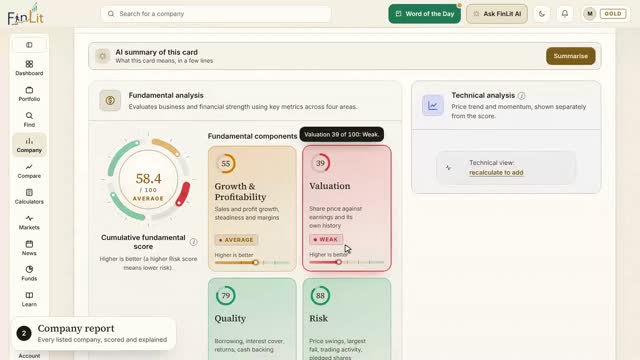 FinLit
Search for a company
Word of the Day
Ask FinLit AI
M
GOLD
Dashboard
Portfolio
Find
Company
Compare
Calculators
Markets
News
Funds
Learn
Account
AI summary of this card
What this card means, in a few lines
Summarise
Fundamental analysis
Evaluates business and financial strength using key metrics across four areas.
58.4
/ 100
AVERAGE
Cumulative fundamental
score
Higher is better (a higher Risk score
means lower risk).
Fundamental components
Valuation 39 of 100: Weak.
55
Growth &
Profitability
Sales and profit growth,
steadiness and margins
AVERAGE
Higher is better
39
Valuation
Share price against
earnings and its
own history
WEAK
Higher is better
79
Quality
Borrowing, interest cover,
returns, cash backing
88
Risk
Price swings, largest
fall, trading activity,
pledged shares
Technical analysis
Price trend and momentum, shown separately
from the score.
Technical view:
recalculate to add
2
Company report
Every listed company, scored and explained